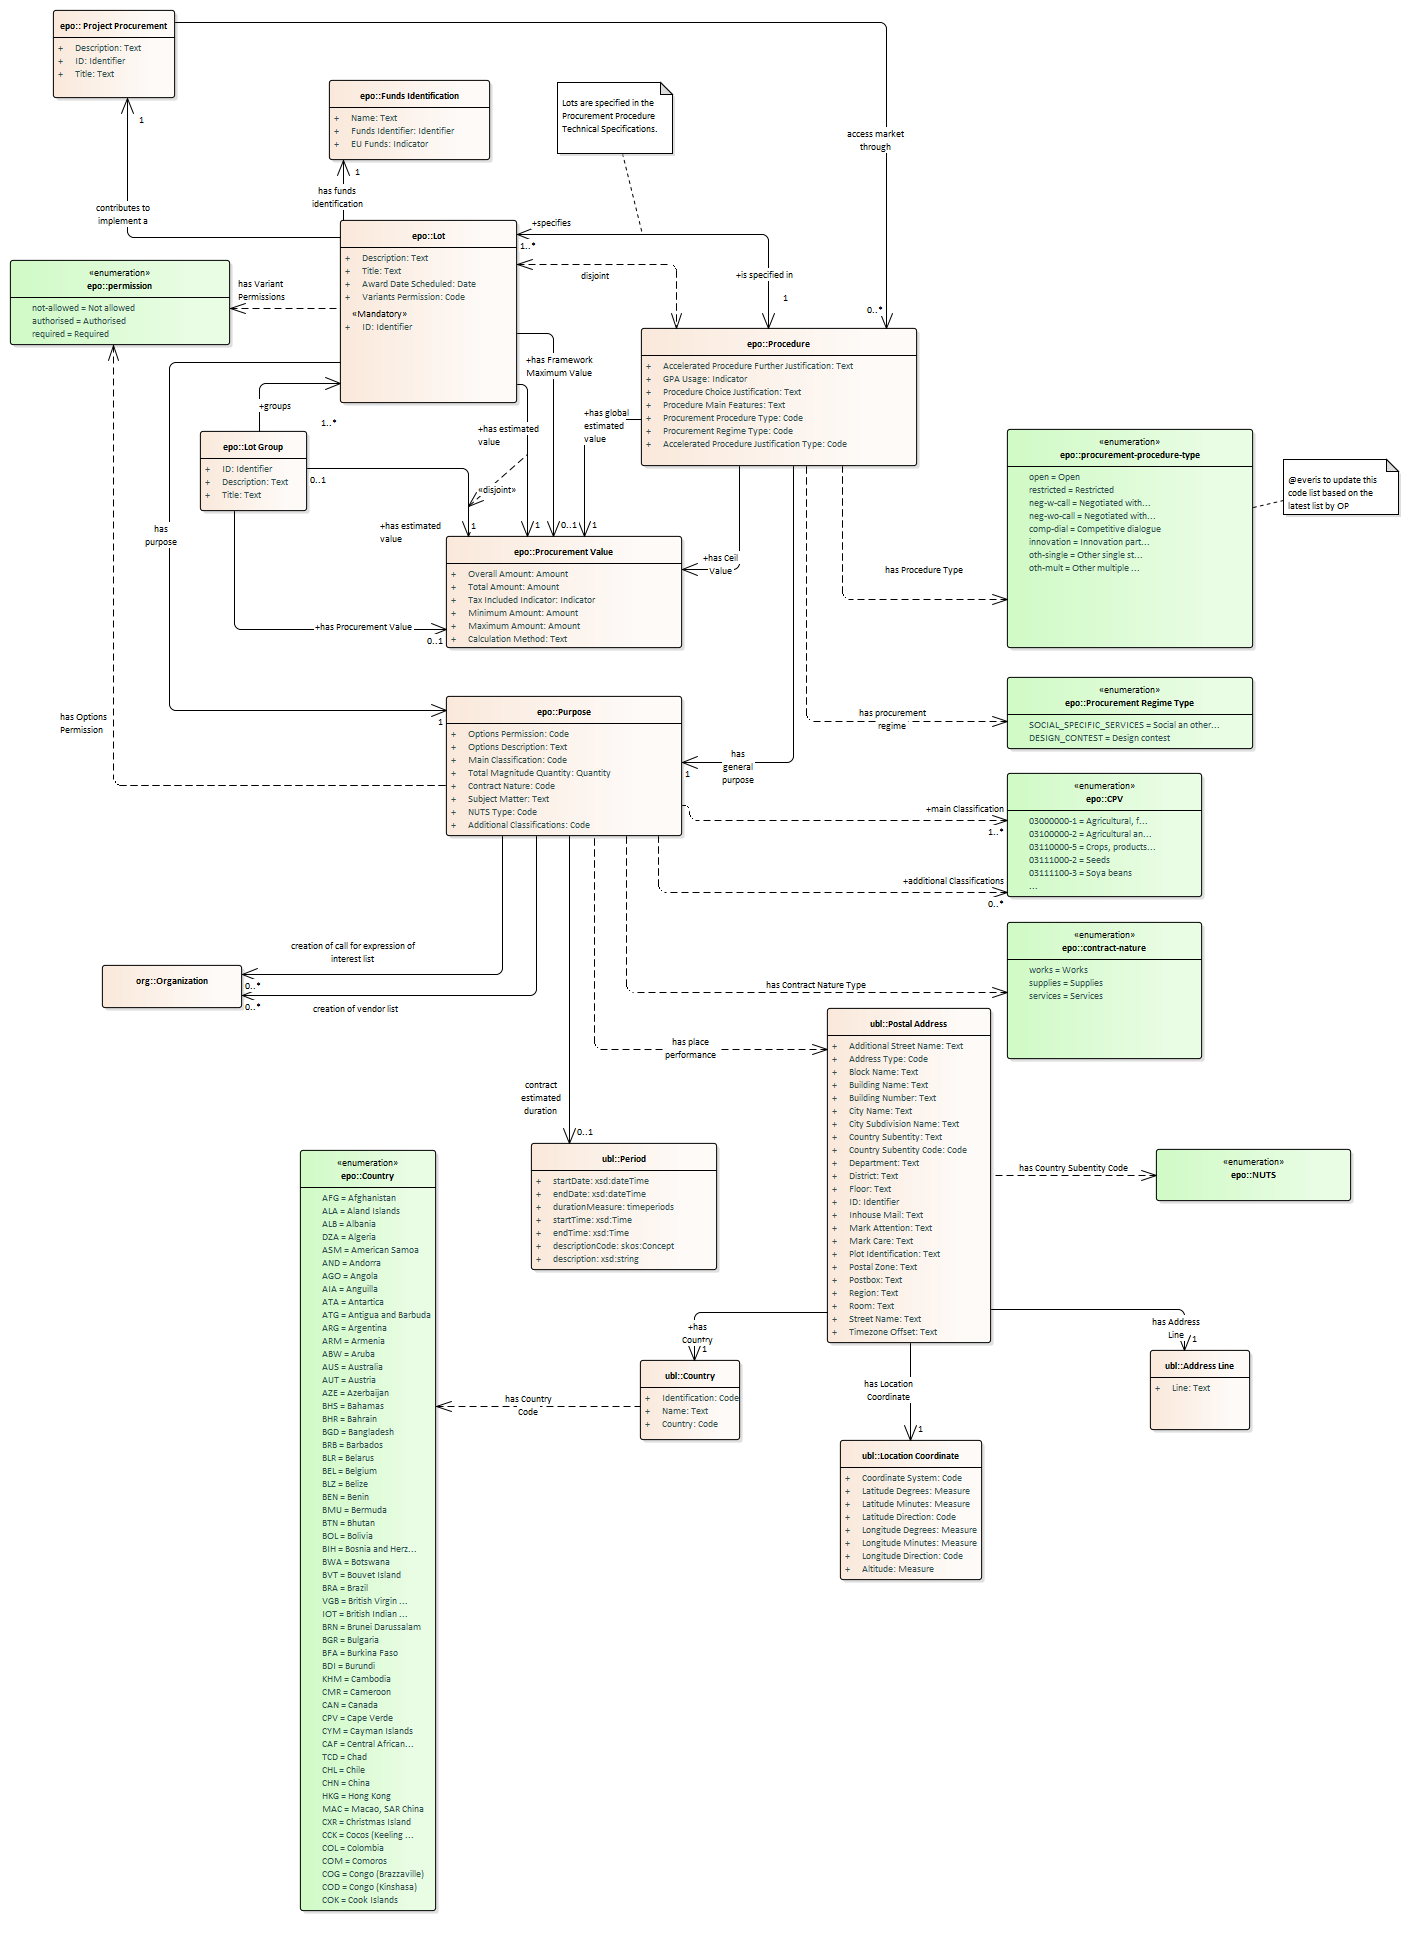 epo:: Project Procurement
+ Description: Text
+ ID: Identifier
+ Title: Text
1
contributes to
implement a
epo::Funds Identification
+ Name: Text
+ Funds Identifier: Identifier
+ EU Funds: Indicator
1
has funds
identification
Lots are specified in the
Procurement Procedure
Technical Specifications.
access market
through
0..*
epo::Lot
+ Description: Text
+ Title: Text
+ Award Date Scheduled: Date
+ Variants Permission: Code
«Mandatory»
+ ID: Identifier
+specifies
1..*
disjoint
+is specified in
1
«enumeration»
epo::permission
not-allowed = Not allowed
authorised = Authorised
required = Required
has Variant
Permissions
epo::Procedure
+ Accelerated Procedure Further Justification: Text
+ GPA Usage: Indicator
+ Procedure Choice Justification: Text
+ Procedure Main Features: Text
+ Procurement Procedure Type: Code
+ Procurement Regime Type: Code
+ Accelerated Procedure Justification Type: Code
+has Framework
Maximum Value
+groups
1..*
+has estimated
value
+has global
estimated
value
epo::Lot Group
+ ID: Identifier
+ Description: Text
+ Title: Text
0..1
«disjoint»
+has estimated
value
1
1
0..1
1
has
purpose
«enumeration»
epo::procurement-procedure-type
open = Open
restricted = Restricted
neg-w-call = Negotiated with...
neg-wo-call = Negotiated with...
comp-dial = Competitive dialogue
innovation = Innovation part...
oth-single = Other single st...
oth-mult = Other multiple ...
@everis to update this
code list based on the
latest list by OP
epo::Procurement Value
+ Overall Amount: Amount
+ Total Amount: Amount
+ Tax Included Indicator: Indicator
+ Minimum Amount: Amount
+ Maximum Amount: Amount
+ Calculation Method: Text
+has Ceil
Value
has Procedure Type
+has Procurement Value
0..1
«enumeration»
epo::Procurement Regime Type
SOCIAL_SPECIFIC_SERVICES = Social an other...
DESIGN_CONTEST = Design contest
has procurement
regime
has Options
Permission
1
epo::Purpose
+ Options Permission: Code
+ Options Description: Text
+ Main Classification: Code
+ Total Magnitude Quantity: Quantity
+ Contract Nature: Code
+ Subject Matter: Text
+ NUTS Type: Code
+ Additional Classifications: Code
has
general
purpose
1
«enumeration»
epo::CPV
03000000-1 = Agricultural, f...
03100000-2 = Agricultural an...
03110000-5 = Crops, products...
03111000-2 = Seeds
03111100-3 = Soya beans
...
+main Classification
1..*
+additional Classifications
0..*
«enumeration»
epo::contract-nature
works = Works
supplies = Supplies
services = Services
has Contract Nature Type
creation of call for expression of
interest list
0..*
org::Organization
0..*
creation of vendor list
has place
performance
contract
estimated
duration
0..1
ubl::Postal Address
+ Additional Street Name: Text
+ Address Type: Code
+ Block Name: Text
+ Building Name: Text
+ Building Number: Text
+ City Name: Text
+ City Subdivision Name: Text
+ Country Subentity: Text
+ Country Subentity Code: Code
+ Department: Text
+ District: Text
+ Floor: Text
+ ID: Identifier
+ Inhouse Mail: Text
+ Mark Attention: Text
+ Mark Care: Text
+ Plot Identification: Text
+ Postal Zone: Text
+ Postbox: Text
+ Region: Text
+ Room: Text
+ Street Name: Text
+ Timezone Offset: Text
ubl::Period
+ startDate: xsd:dateTime
+ endDate: xsd:dateTime
+ durationMeasure: timeperiods
+ startTime: xsd:Time
+ endTime: xsd:Time
+ descriptionCode: skos:Concept
+ description: xsd:string
has Country Subentity Code
«enumeration»
epo::NUTS
+has
Country
1
ubl::Country
+ Identification: Code
+ Name: Text
+ Country: Code
has Country
Code
has Location
Coordinate
1
has Address
Line
1
ubl::Address Line
+ Line: Text
ubl::Location Coordinate
+ Coordinate System: Code
+ Latitude Degrees: Measure
+ Latitude Minutes: Measure
+ Latitude Direction: Code
+ Longitude Degrees: Measure
+ Longitude Minutes: Measure
+ Longitude Direction: Code
+ Altitude: Measure
«enumeration»
epo::Country
AFG = Afghanistan
ALA = Aland Islands
ALB = Albania
DZA = Algeria
ASM = American Samoa
AND = Andorra
AGO = Angola
AIA = Anguilla
ATA = Antartica
ATG = Antigua and Barbuda
ARG = Argentina
ARM = Armenia
ABW = Aruba
AUS = Australia
AUT = Austria
AZE = Azerbaijan
BHS = Bahamas
BHR = Bahrain
BGD = Bangladesh
BRB = Barbados
BLR = Belarus
BEL = Belgium
BLZ = Belize
BEN = Benin
BMU = Bermuda
BTN = Bhutan
BOL = Bolivia
BIH = Bosnia and Herz...
BWA = Botswana
BVT = Bouvet Island
BRA = Brazil
VGB = British Virgin ...
IOT = British Indian ...
BRN = Brunei Darussalam
BGR = Bulgaria
BFA = Burkina Faso
BDI = Burundi
KHM = Cambodia
CMR = Cameroon
CAN = Canada
CPV = Cape Verde
CYM = Cayman Islands
CAF = Central African...
TCD = Chad
CHL = Chile
CHN = China
HKG = Hong Kong
MAC = Macao, SAR China
CXR = Christmas Island
CCK = Cocos (Keeling ...
COL = Colombia
COM = Comoros
COG = Congo (Brazzaville)
COD = Congo (Kinshasa)
COK = Cook Islands